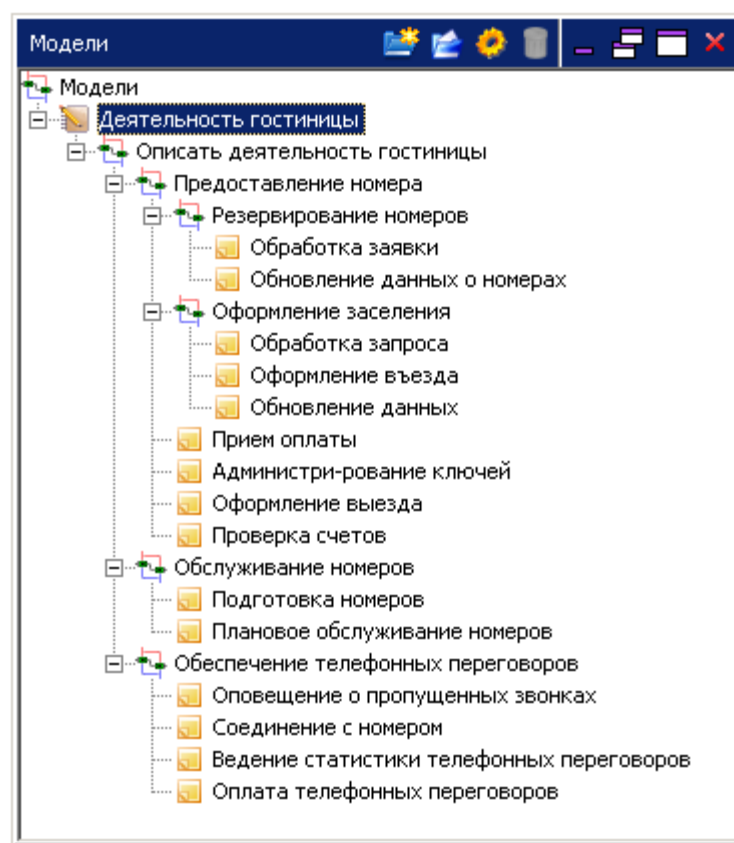 Модели
Модели
Деятельность гостиницы
Описать деятельность гостиницы
Предоставление номера
Резервирование номеров
Обработка заявки
Обновление данных о номерах
Оформление заселения
Обработка запроса
Оформление въезда
Обновление данных
Прием оплаты
Администри-рование ключей
Оформление выезда
Проверка счетов
Обслуживание номеров
Подготовка номеров
Плановое обслуживание номеров
Обеспечение телефонных переговоров
Оповещение о пропущенных звонках
Соединение с номером
Ведение статистики телефонных переговоров
Оплата телефонных переговоров